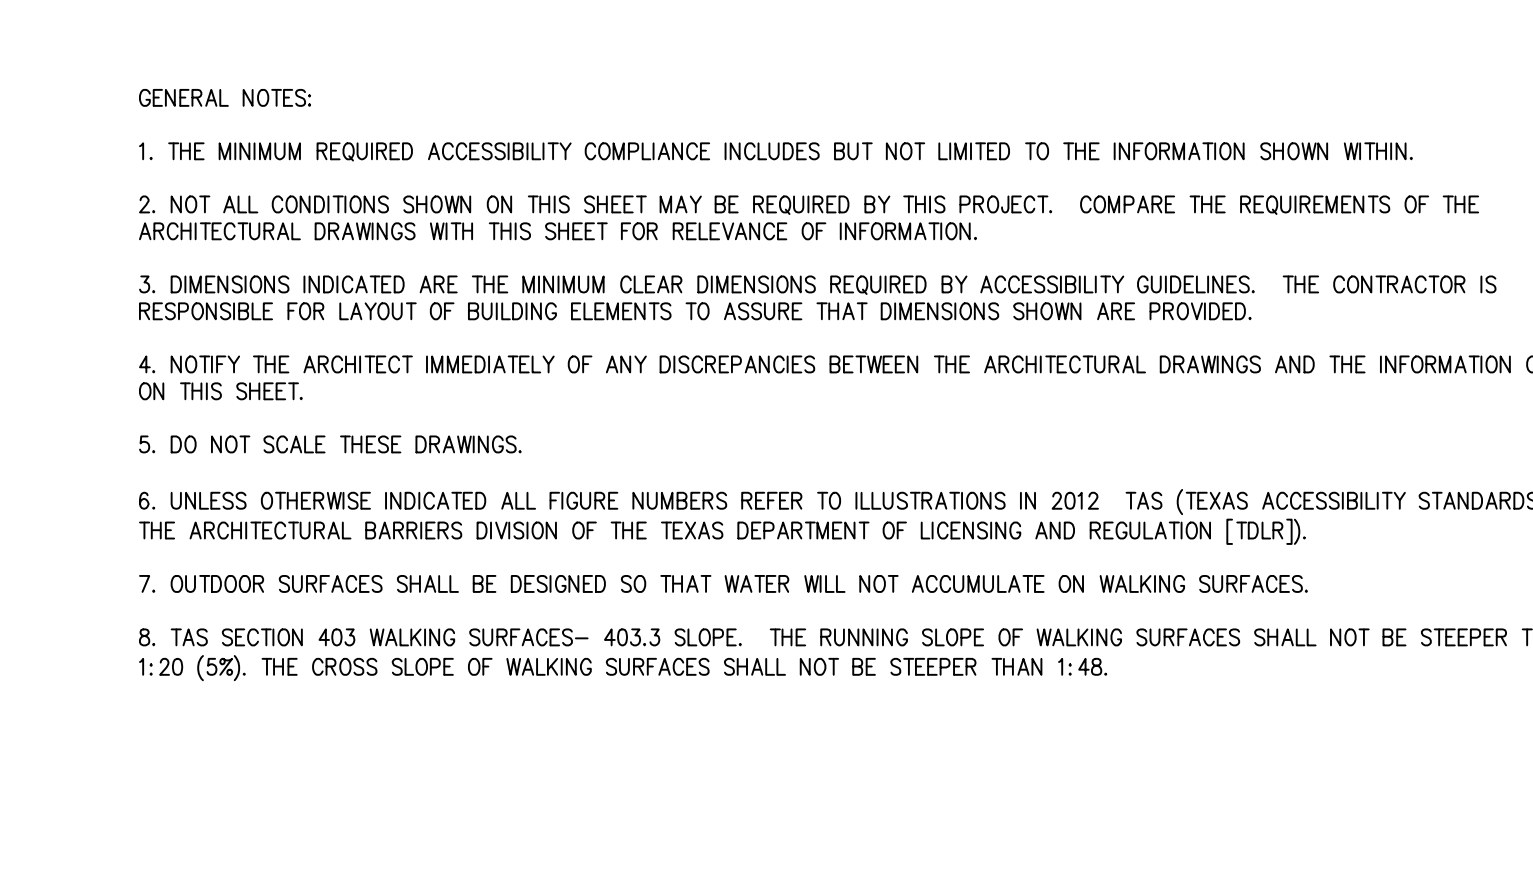 GENERAL NOTES:
1. THE MINIMUM REQUIRED ACCESSIBILITY COMPLIANCE INCLUDES BUT NOT LIMITED TO THE INFORMATION SHOWN WITHIN.
2. NOT ALL CONDITIONS SHOWN ON THIS SHEET MAY BE REQUIRED BY THIS PROJECT. COMPARE THE REQUIREMENTS OF THE
ARCHITECTURAL DRAWINGS WITH THIS SHEET FOR RELEVANCE OF INFORMATION.
3. DIMENSIONS INDICATED ARE THE MINIMUM CLEAR DIMENSIONS REQUIRED BY ACCESSIBILITY GUIDELINES. THE CONTRACTOR IS
RESPONSIBLE FOR LAYOUT OF BUILDING ELEMENTS TO ASSURE THAT DIMENSIONS SHOWN ARE PROVIDED.
4. NOTIFY THE ARCHITECT IMMEDIATELY OF ANY DISCREPANCIES BETWEEN THE ARCHITECTURAL DRAWINGS AND THE INFORMATION
ON THIS SHEET.
5. DO NOT SCALE THESE DRAWINGS.
6. UNLESS OTHERWISE INDICATED ALL FIGURE NUMBERS REFER TO ILLUSTRATIONS IN 2012 TAS (TEXAS ACCESSIBILITY STANDARDS
THE ARCHITECTURAL BARRIERS DIVISION OF THE TEXAS DEPARTMENT OF LICENSING AND REGULATION [TDLR]).
7. OUTDOOR SURFACES SHALL BE DESIGNED SO THAT WATER WILL NOT ACCUMULATE ON WALKING SURFACES.
8. TAS SECTION 403 WALKING SURFACES– 403.3 SLOPE. THE RUNNING SLOPE OF WALKING SURFACES SHALL NOT BE STEEPER
1:20 (5%). THE CROSS SLOPE OF WALKING SURFACES SHALL NOT BE STEEPER THAN 1:48.